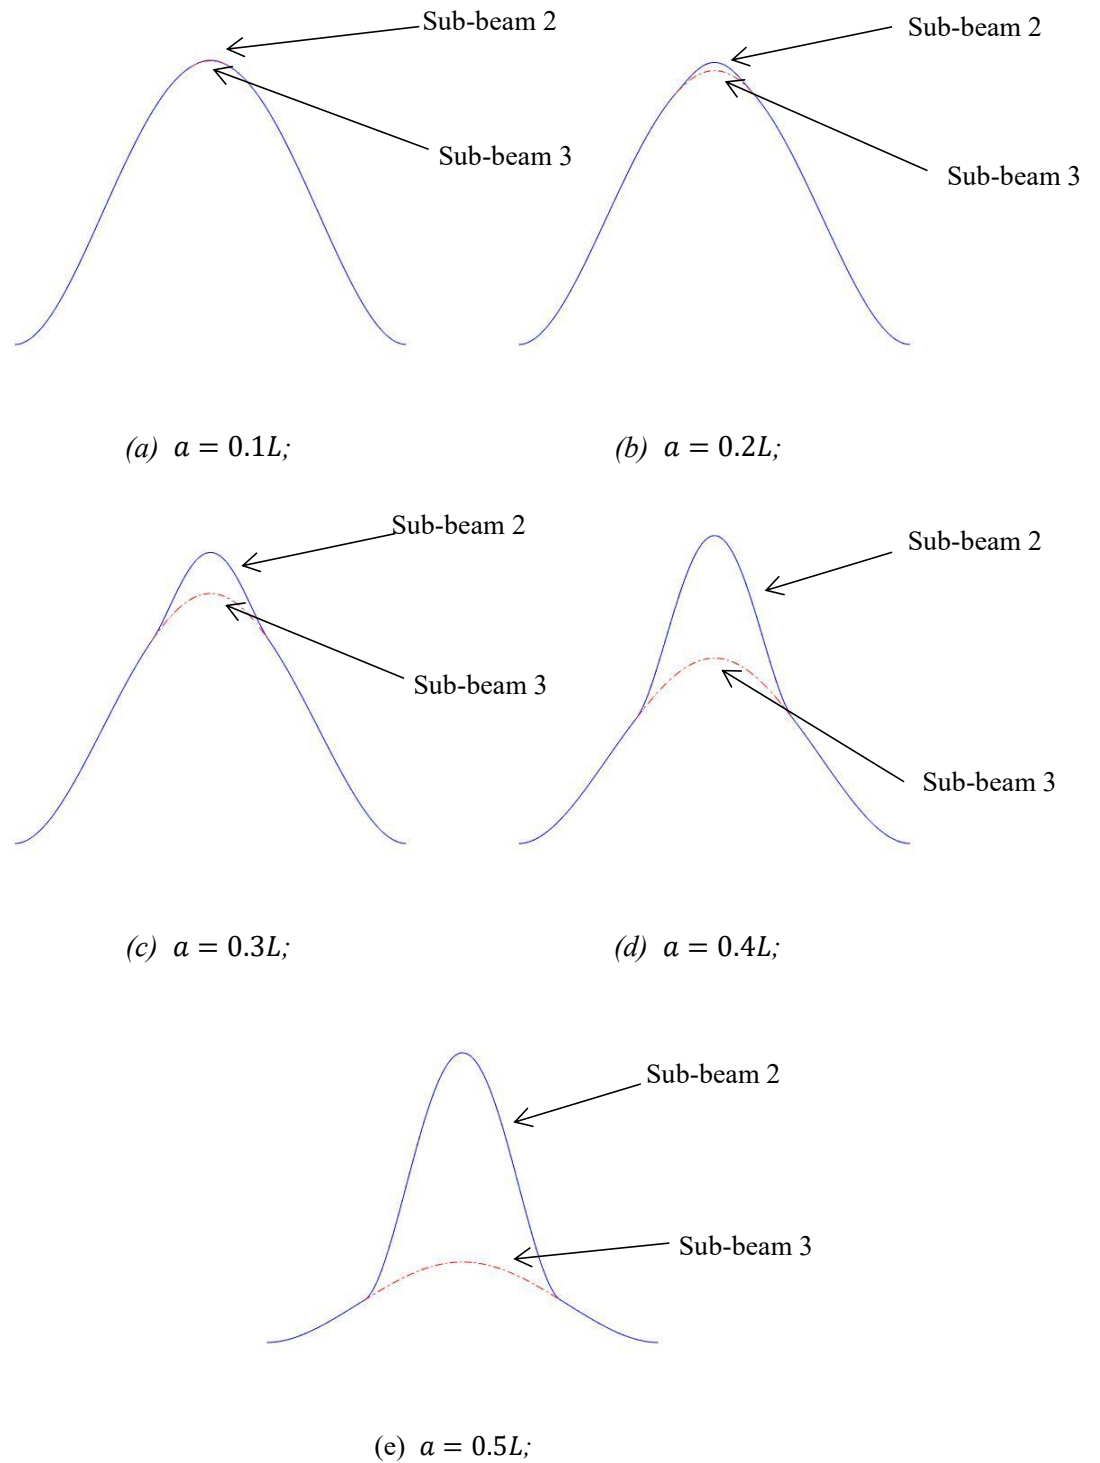 Sub-beam 2
Sub-beam 2
Sub-beam 3
Sub-beam 3
(a) a = 0.1L;
(b) a = 0.2L;
Sub-beam 2
Sub-beam 2
Sub-beam 3
Sub-beam 3
(c) a = 0.3L;
(d) a = 0.4L;
Sub-beam 2
Sub-beam 3
(e) a = 0.5L;